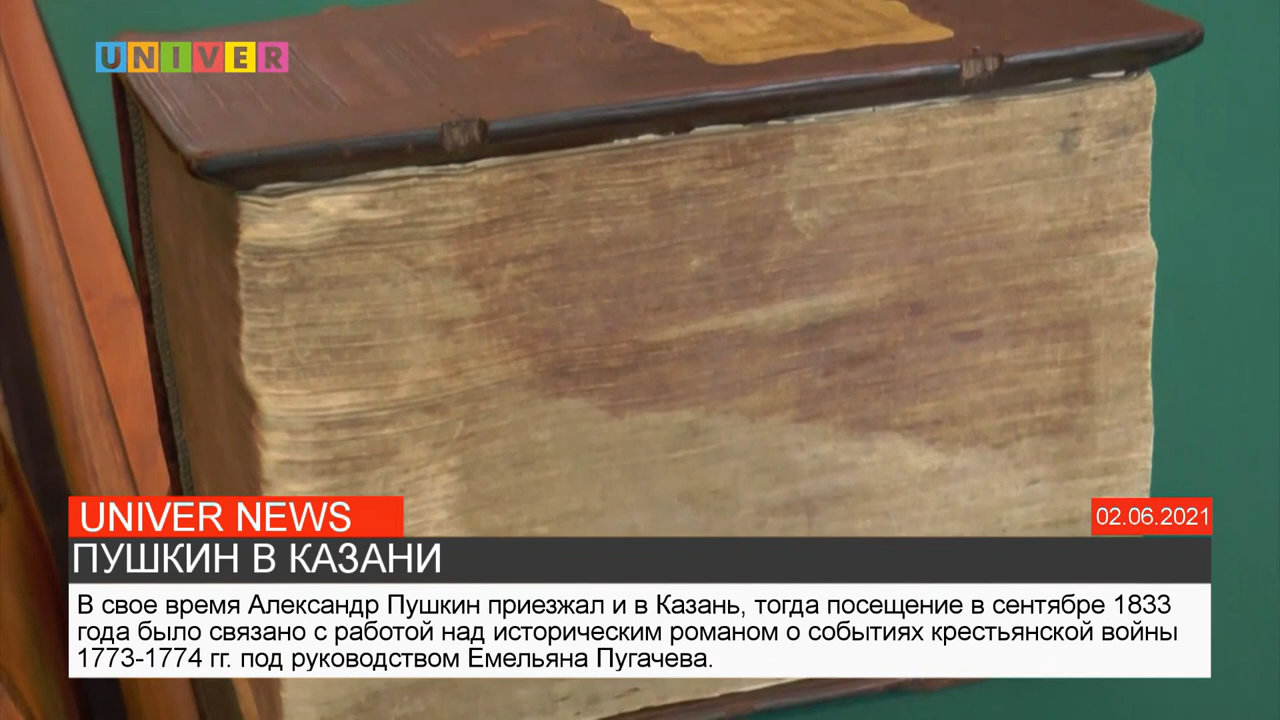 UNIVER
UNIVER NEWS
02.06.2021
ПУШКИН В КАЗАНИ
В свое время Александр Пушкин приезжал и в Казань, тогда посещение в сентябре 1833
года было связано с работой над историческим романом о событиях крестьянской войны
1773-1774 гг. под руководством Емельяна Пугачева.